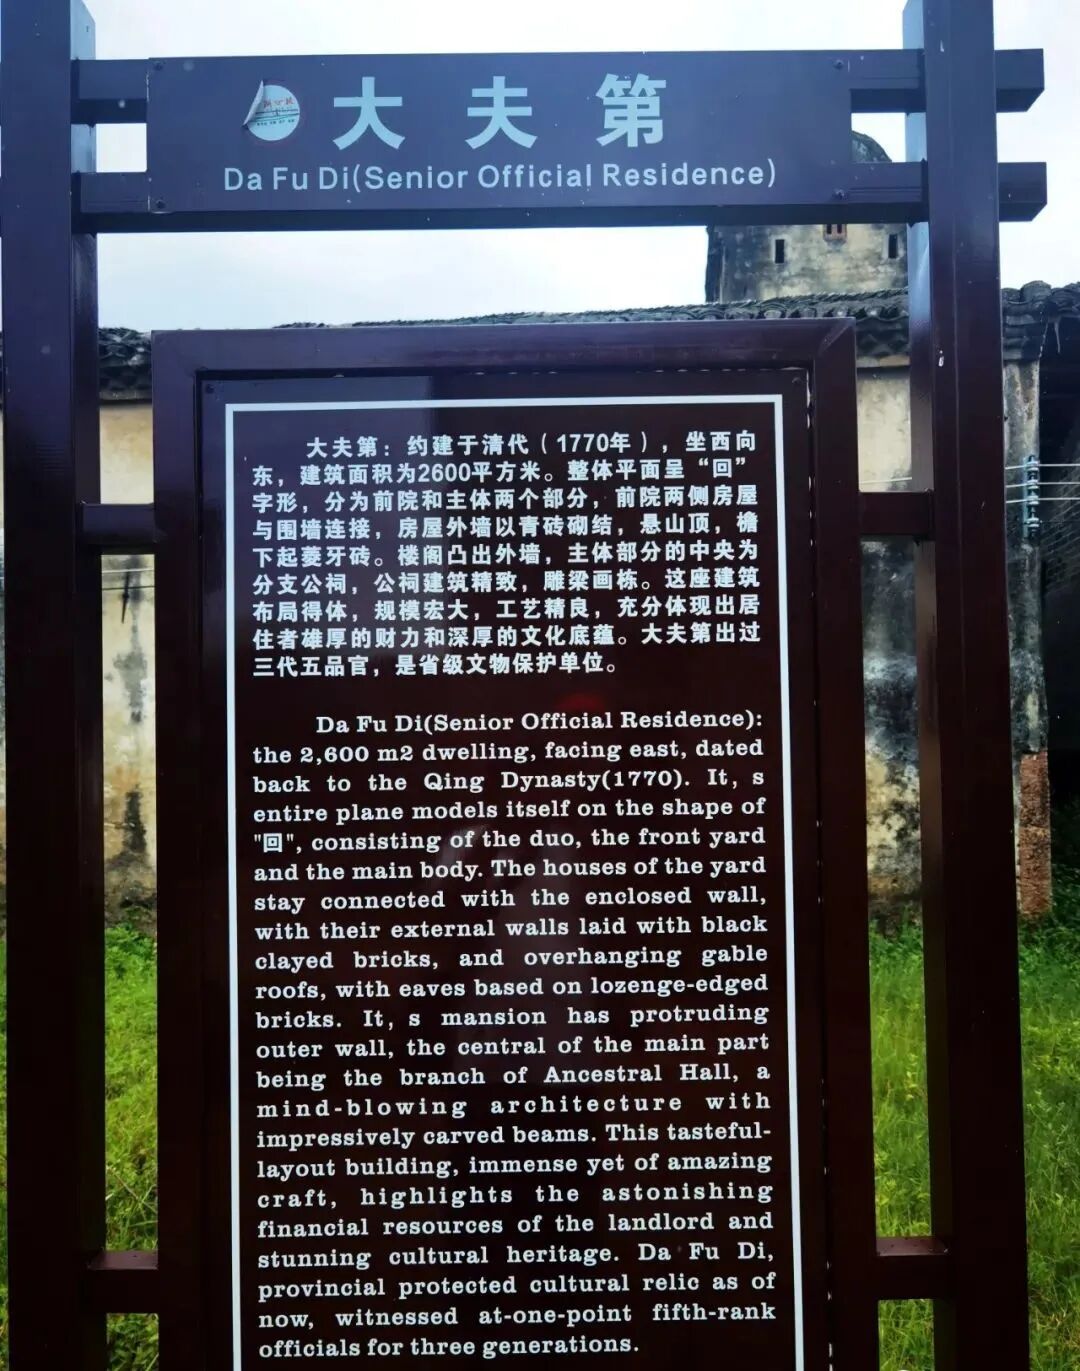 大夫第
Da Fu Di(Senior Official Residence)
大夫第：约建于清代（1770年），坐西向
东，建筑面积为2600平方米。整体平面呈“回”
字形，分为前院和主体两个部分，前院两侧房屋
与围墙连接，房屋外墙以青砖砌结，悬山顶，檐
下起菱牙砖。楼阁凸出外墙，主体部分的中央为
分支公祠，公祠建筑精致，雕梁画栋。这座建筑
布局得体，规模宏大，工艺精良，充分体现出居
住者雄厚的财力和深厚的文化底蕴。大夫第出过
三代五品官，是省级文物保护单位。
Da Fu Di(Senior Official Residence):
the 2,600 m2 dwelling, facing east, dated
back to the Qing Dynasty(1770). It, s
entire plane models itself on the shape of
"回", consisting of the duo, the front yard
and the main body. The houses of the yard
stay connected with the enclosed wall,
with their external walls laid with black
clayed bricks, and overhanging gable
roofs, with eaves based on lozenge-edged
bricks. It, s mansion has protruding
outer wall, the central of the main part
being the branch of Ancestral Hall, a
mind-blowing architecture with
impressively carved beams. This tasteful-
layout building, immense yet of amazing
craft, highlights the astonishing
financial resources of the landlord and
stunning cultural heritage. Da Fu Di,
provincial protected cultural relic as of
now, witnessed at-one-point fifth-rank
officials for three generations.